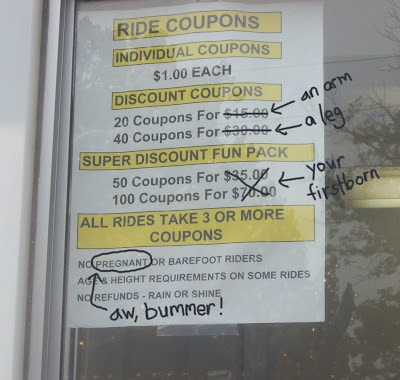 RIDE COUPONS
INDIVIDUAL COUPONS
$1.00 EACH
DISCOUNT COUPONS
20 Coupons For $15.00 an arm
40 Coupons For $30.00 a leg
SUPER DISCOUNT FUN PACK
50 Coupons For $35.00
100 Coupons For $70.00
your
firstborn
ALL RIDES TAKE 3 OR MORE
COUPONS
NO PREGNANT OR BAREFOOT RIDERS
AGE & HEIGHT REQUIREMENTS ON SOME RIDES
NO REFUNDS - RAIN OR SHINE
aw, bummer!